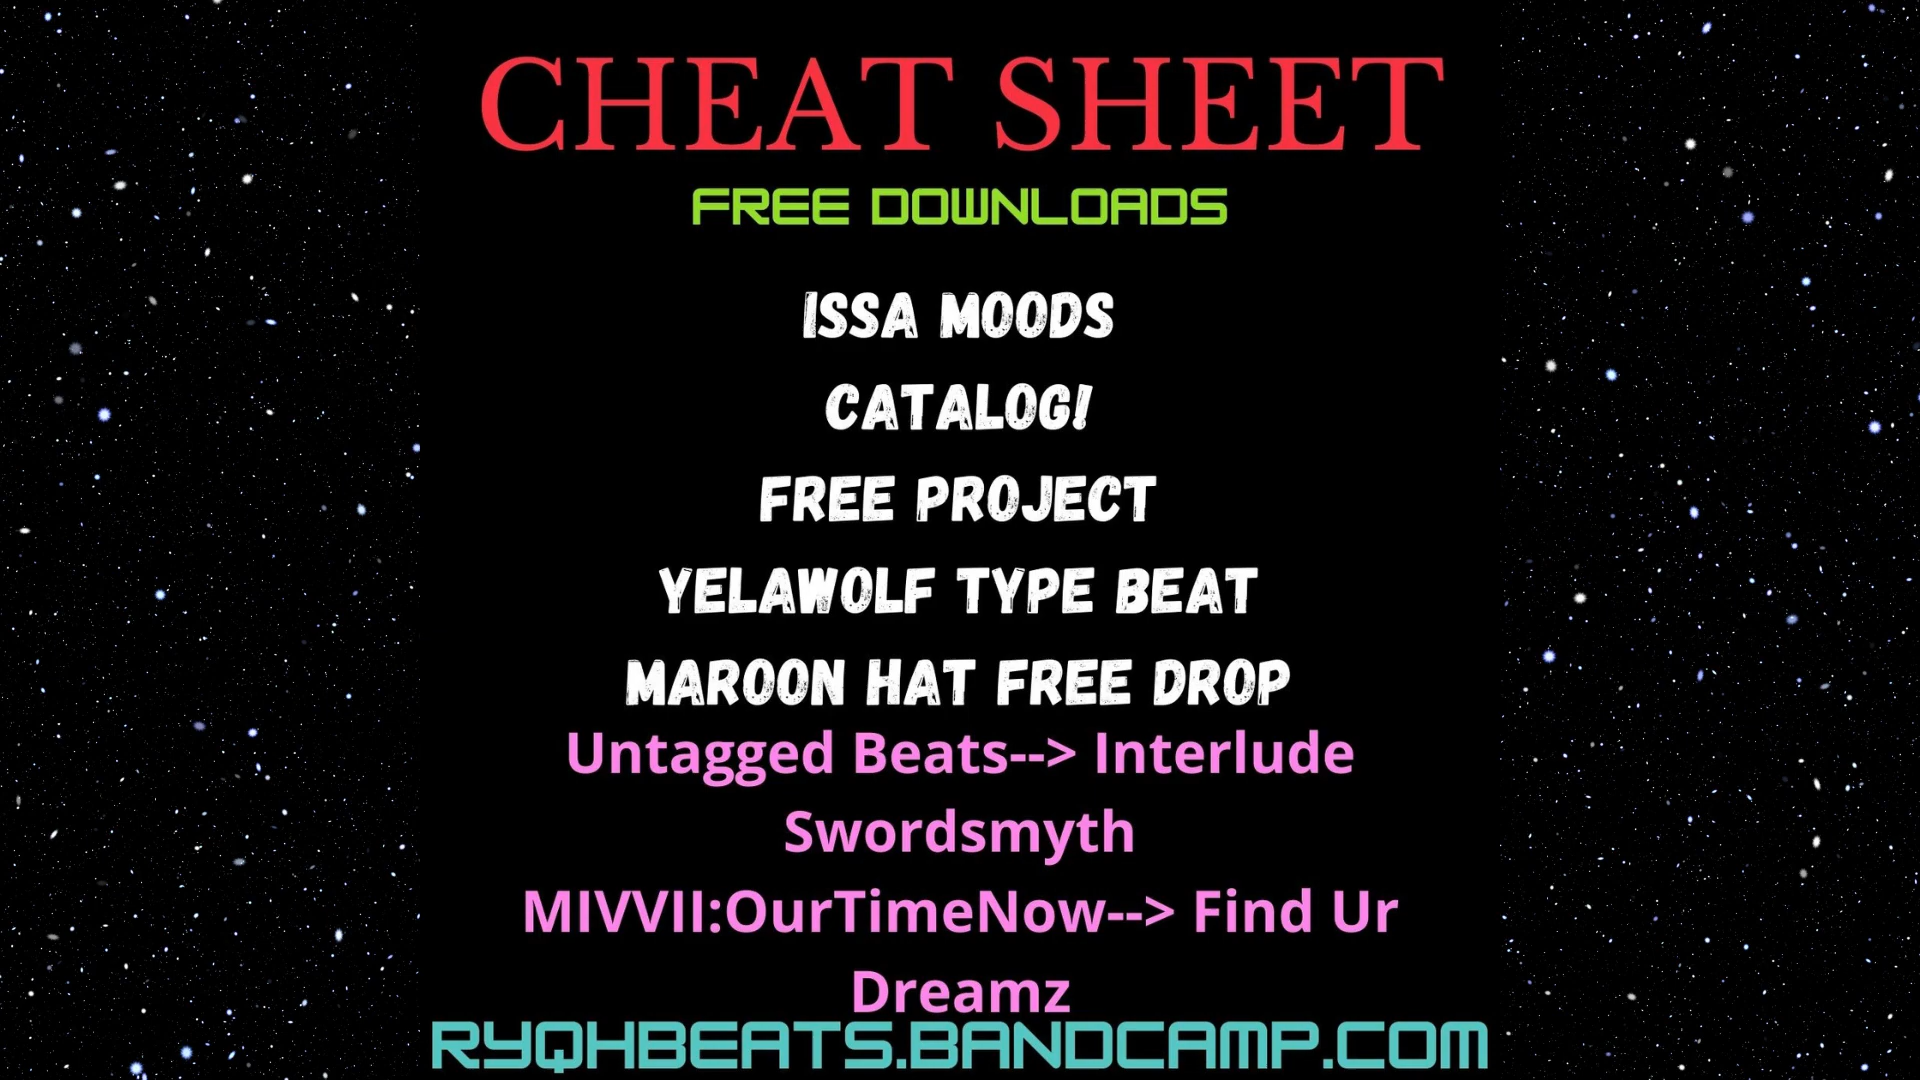 CHEAT SHEET
FREE DOWNLOADS
ISSA MOODS
CATALOG!
FREE PROJECT
YELAWOLF TYPE BEAT
MAROON HAT FREE DROP
Untagged Beats--> Interlude
Swordsmyth
MIVVII:OurTimeNow--> Find Ur
Dreamz
RYQHBEATS.BANDCAMP.COM